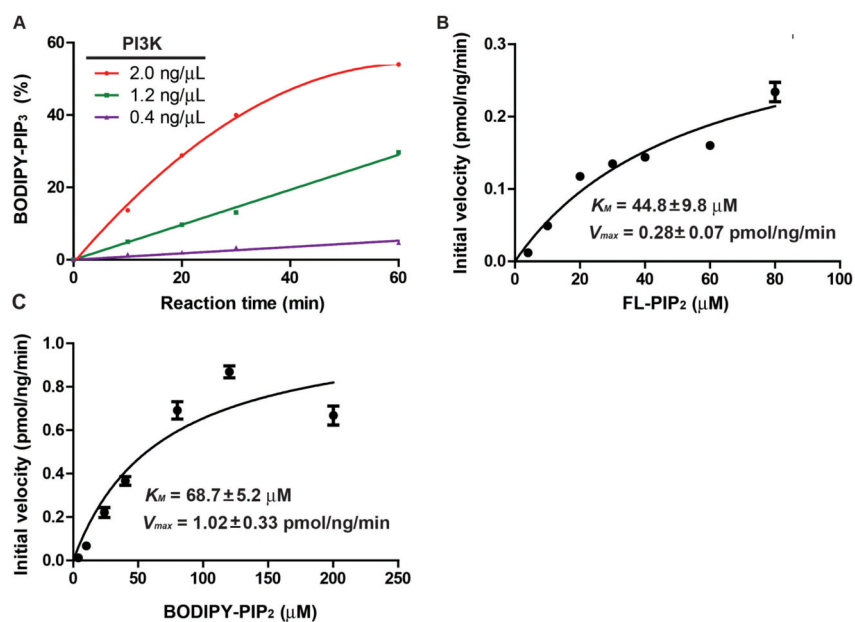 A
PI3K
2.0 ng/µL
1.2 ng/µL
0.4 ng/µL
BODIPY-PIP₃ (%)
60
40
20
0
0 20 40 60
Reaction time (min)
B
Initial velocity (pmol/ng/min)
0.3
0.2
0.1
0.0
K_M = 44.8±9.8 µM
V_max = 0.28±0.07 pmol/ng/min
0 20 40 60 80 100
FL-PIP₂ (µM)
C
Initial velocity (pmol/ng/min)
1.0
0.8
0.6
0.4
0.2
0.0
K_M = 68.7±5.2 µM
V_max = 1.02±0.33 pmol/ng/min
0 50 100 150 200 250
BODIPY-PIP₂ (µM)